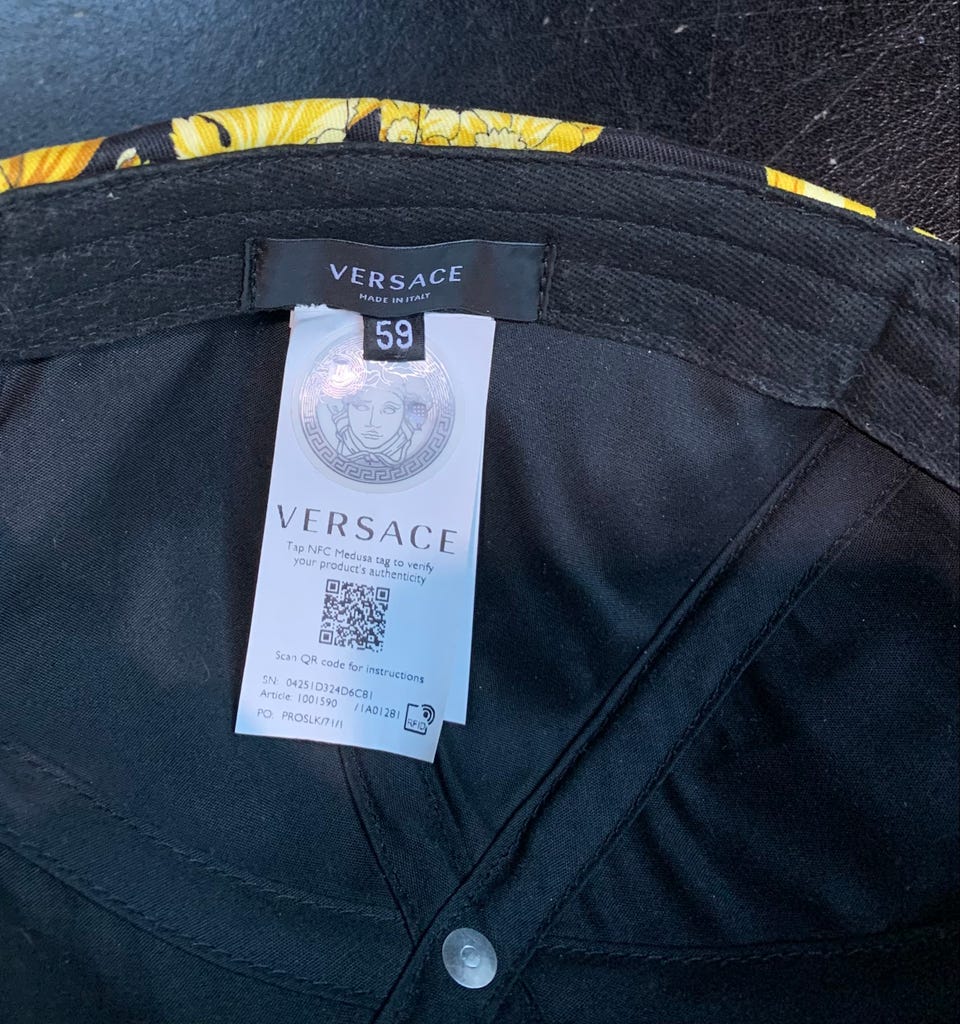 VERSACE
MADE IN ITALY
59
VERSACE
Tap NFC Medusa tag to verify
your product's authenticity
Scan QR code for instructions
SN: 04251D324D6CB1
Article: 1001590 /1A01281
PO: PROSLK/71/1
RFID